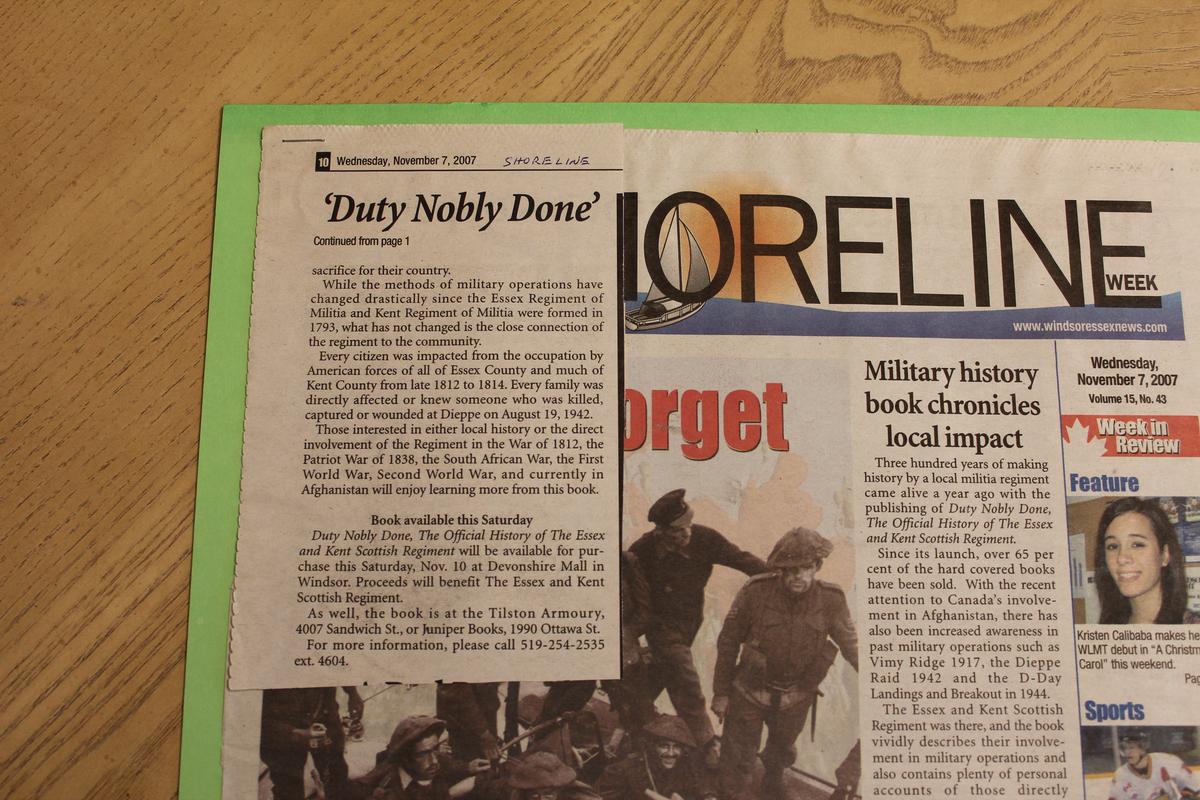 10 Wednesday, November 7, 2007 SHORELINE
'Duty Nobly Done'
Continued from page 1
sacrifice for their country.
While the methods of military operations have
changed drastically since the Essex Regiment of
Militia and Kent Regiment of Militia were formed in
1793, what has not changed is the close connection of
the regiment to the community.
Every citizen was impacted from the occupation by
American forces of all of Essex County and much of
Kent County from late 1812 to 1814. Every family was
directly affected or knew someone who was killed,
captured or wounded at Dieppe on August 19, 1942.
Those interested in either local history or the direct
involvement of the Regiment in the War of 1812, the
Patriot War of 1838, the South African War, the First
World War, Second World War, and currently in
Afghanistan will enjoy learning more from this book.
Book available this Saturday
Duty Nobly Done, The Official History of The Essex
and Kent Scottish Regiment will be available for pur-
chase this Saturday, Nov. 10 at Devonshire Mall in
Windsor. Proceeds will benefit The Essex and Kent
Scottish Regiment.
As well, the book is at the Tilston Armoury,
4007 Sandwich St., or Juniper Books, 1990 Ottawa St.
For more information, please call 519-254-2535
ext. 4604.
ORELINE
WEEK
www.windsoressexnews.com
orget
Military history
book chronicles
local impact
Three hundred years of making
history by a local militia regiment
came alive a year ago with the
publishing of Duty Nobly Done,
The Official History of The Essex
and Kent Scottish Regiment.
Since its launch, over 65 per
cent of the hard covered books
have been sold. With the recent
attention to Canada's involve-
ment in Afghanistan, there has
also been increased awareness in
past military operations such as
Vimy Ridge 1917, the Dieppe
Raid 1942 and the D-Day
Landings and Breakout in 1944.
The Essex and Kent Scottish
Regiment was there, and the book
vividly describes their involve-
ment in military operations and
also contains plenty of personal
accounts of those directly
Wednesday,
November 7, 2007
Volume 15, No. 43
Week in
Review
Feature
Kristen Calibaba makes he
WLMT debut in "A Christm
Carol" this weekend.
Pag
Sports